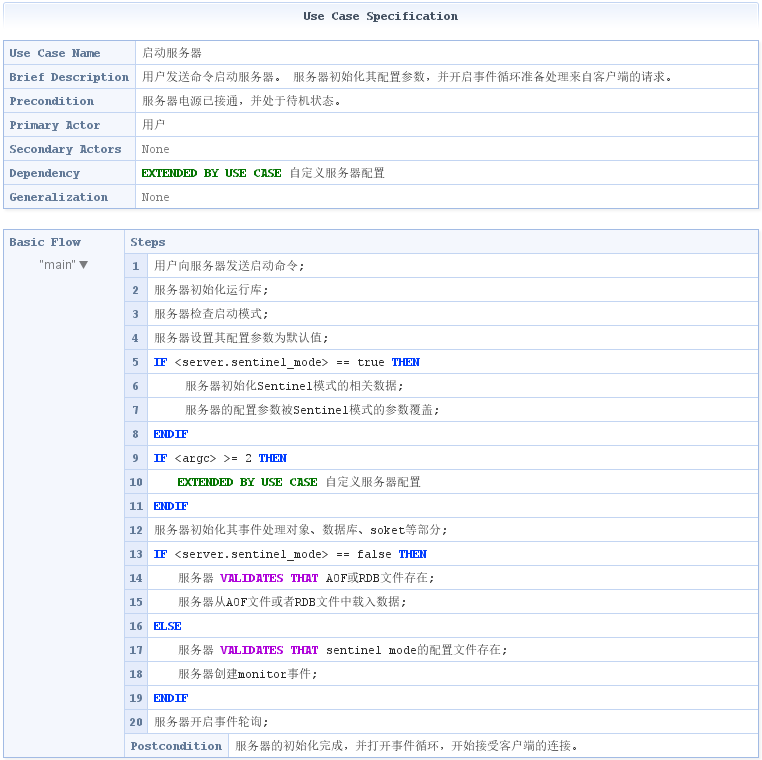 Use Case Specification
Use Case Name 启动服务器
Brief Description 用户发送命令启动服务器。 服务器初始化其配置参数，并开启事件循环准备处理来自客户端的请求。
Precondition 服务器电源已接通，并处于待机状态。
Primary Actor 用户
Secondary Actors None
Dependency EXTENDED BY USE CASE 自定义服务器配置
Generalization None
Basic Flow Steps
"main" ▼
1 用户向服务器发送启动命令;
2 服务器初始化运行库;
3 服务器检查启动模式;
4 服务器设置其配置参数为默认值;
5 IF <server.sentinel_mode> == true THEN
6 服务器初始化Sentinel模式的相关数据;
7 服务器的配置参数被Sentinel模式的参数覆盖;
8 ENDIF
9 IF <argc> >= 2 THEN
10 EXTENDED BY USE CASE 自定义服务器配置
11 ENDIF
12 服务器初始化其事件处理对象、数据库、soket等部分;
13 IF <server.sentinel_mode> == false THEN
14 服务器 VALIDATES THAT AOF或RDB文件存在;
15 服务器从AOF文件或者RDB文件中载入数据;
16 ELSE
17 服务器 VALIDATES THAT sentinel mode的配置文件存在;
18 服务器创建monitor事件;
19 ENDIF
20 服务器开启事件轮询;
Postcondition 服务器的初始化完成，并打开事件循环，开始接受客户端的连接。